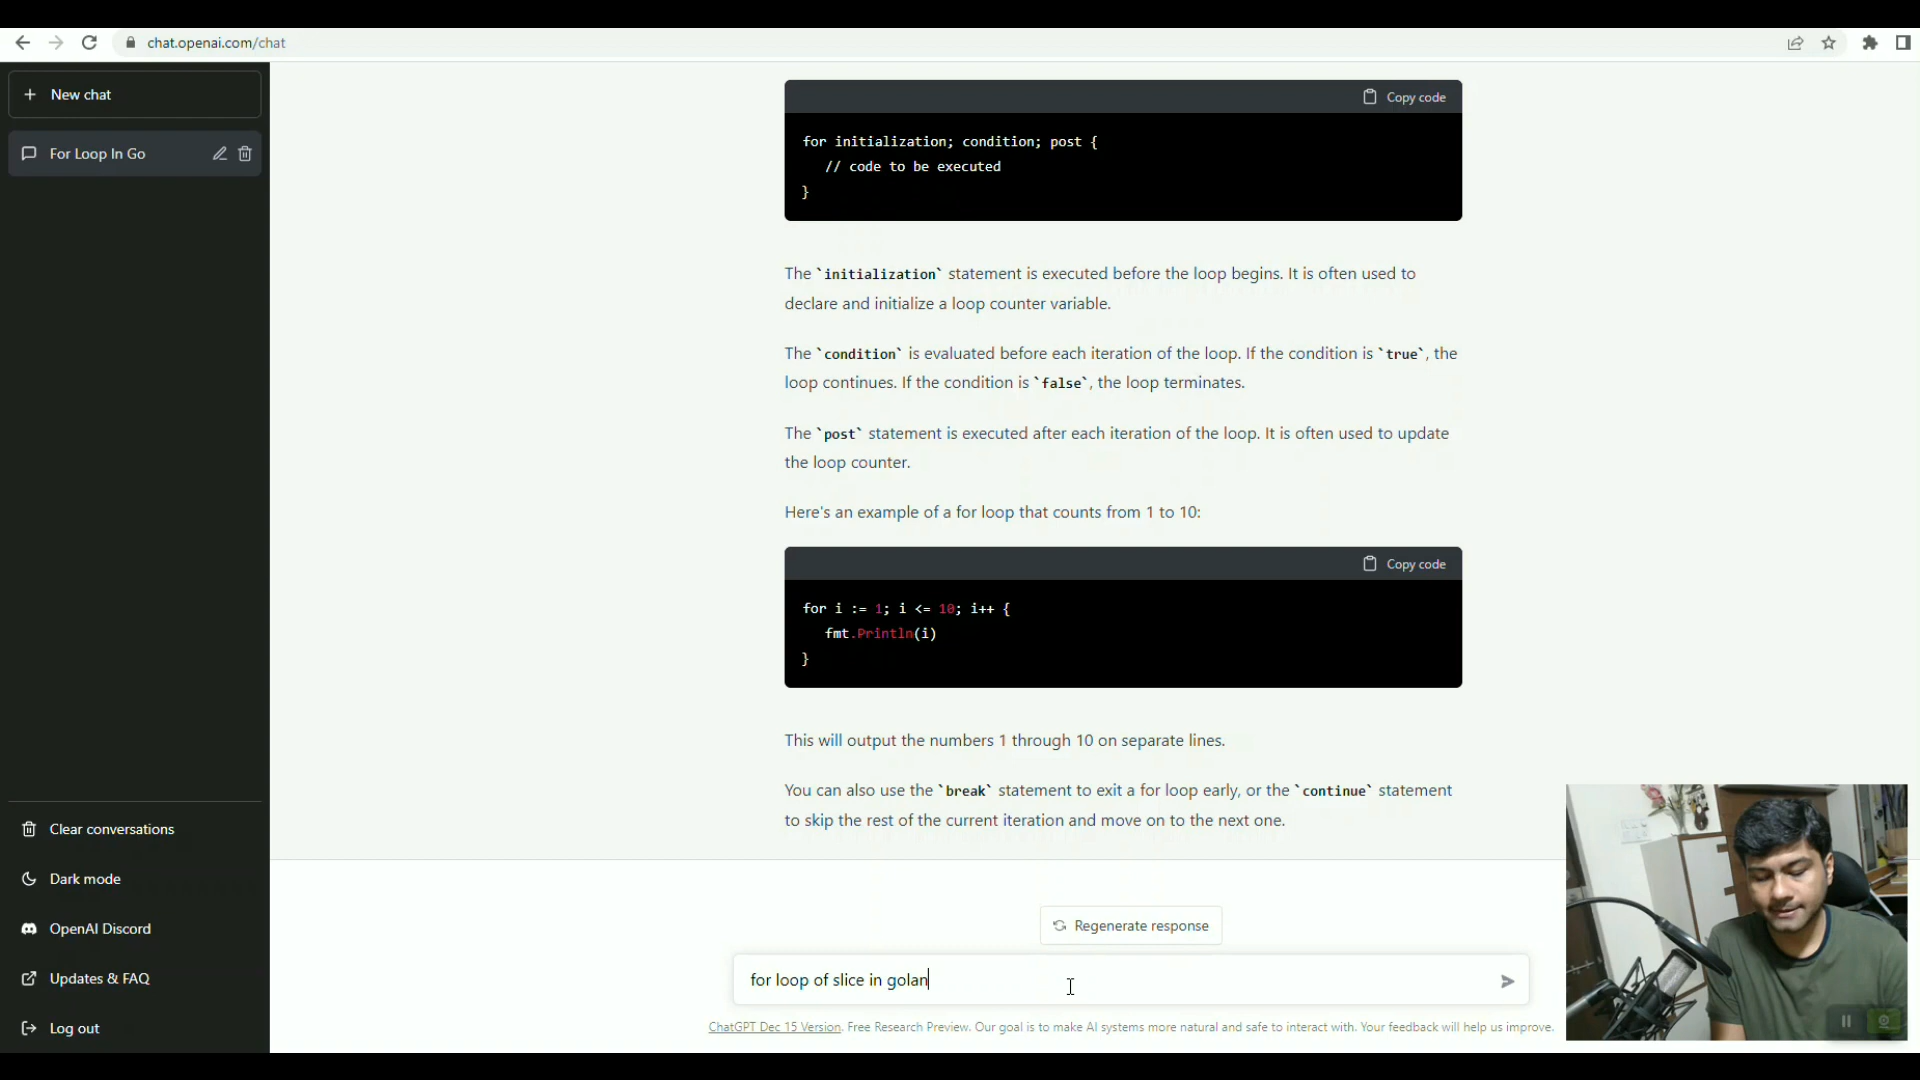 chat.openai.com/chat
New chat
For Loop In Go
Clear conversations
Dark mode
OpenAI Discord
Updates & FAQ
Log out
Copy code
for initialization; condition; post {
// code to be executed
}
The `initialization` statement is executed before the loop begins. It is often used to
declare and initialize a loop counter variable.
The `condition` is evaluated before each iteration of the loop. If the condition is `true`, the
loop continues. If the condition is `false`, the loop terminates.
The `post` statement is executed after each iteration of the loop. It is often used to update
the loop counter.
Here's an example of a for loop that counts from 1 to 10:
Copy code
for i := 1; i <= 10; i++ {
fmt.Println(i)
}
This will output the numbers 1 through 10 on separate lines.
You can also use the `break` statement to exit a for loop early, or the `continue` statement
to skip the rest of the current iteration and move on to the next one.
Regenerate response
for loop of slice in golan
ChatGPT Dec 15 Version. Free Research Preview. Our goal is to make AI systems more natural and safe to interact with. Your feedback will help us improve.